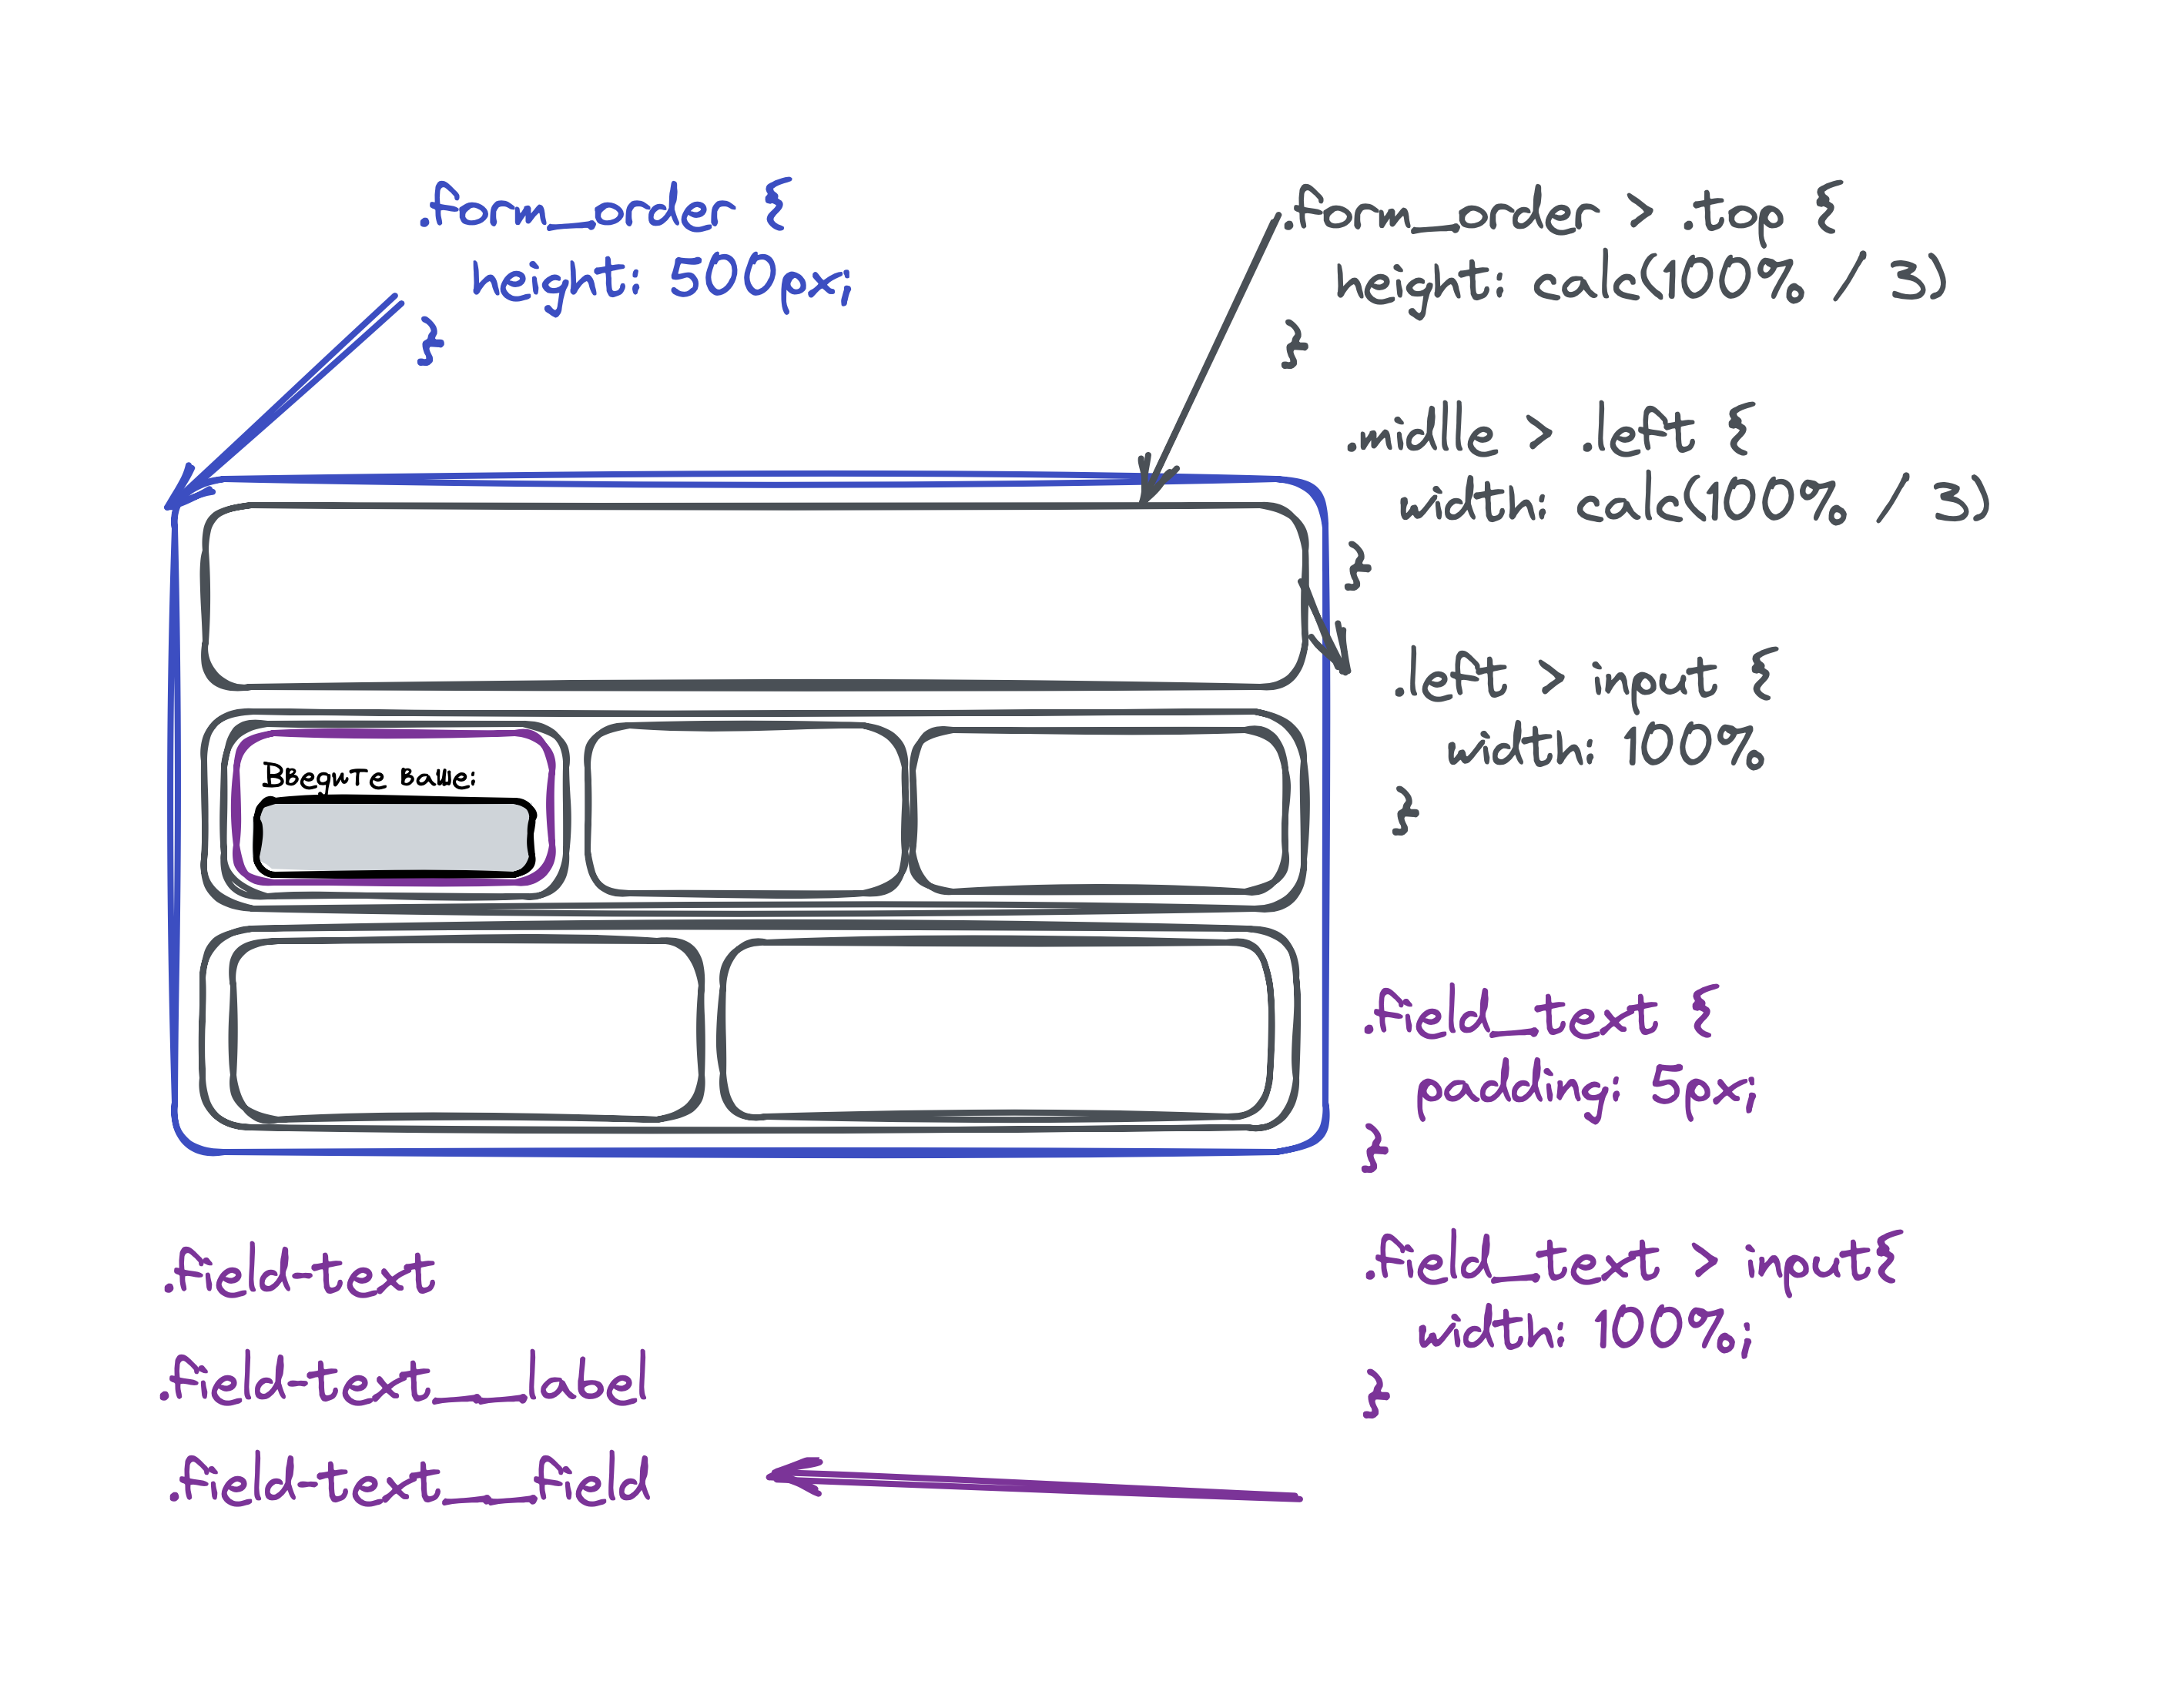 .form_order {
height: 500px;
}
.form_order > .top {
height: calc(100% / 3)
}
.midlle > .left {
width: calc(100% / 3)
}
.left > input {
width: 100%
}
Введите ваше:
.field_text {
padding: 5px;
}
.field_text > input{
width: 100%;
}
.field-text
.field-text__label
.field-text__field